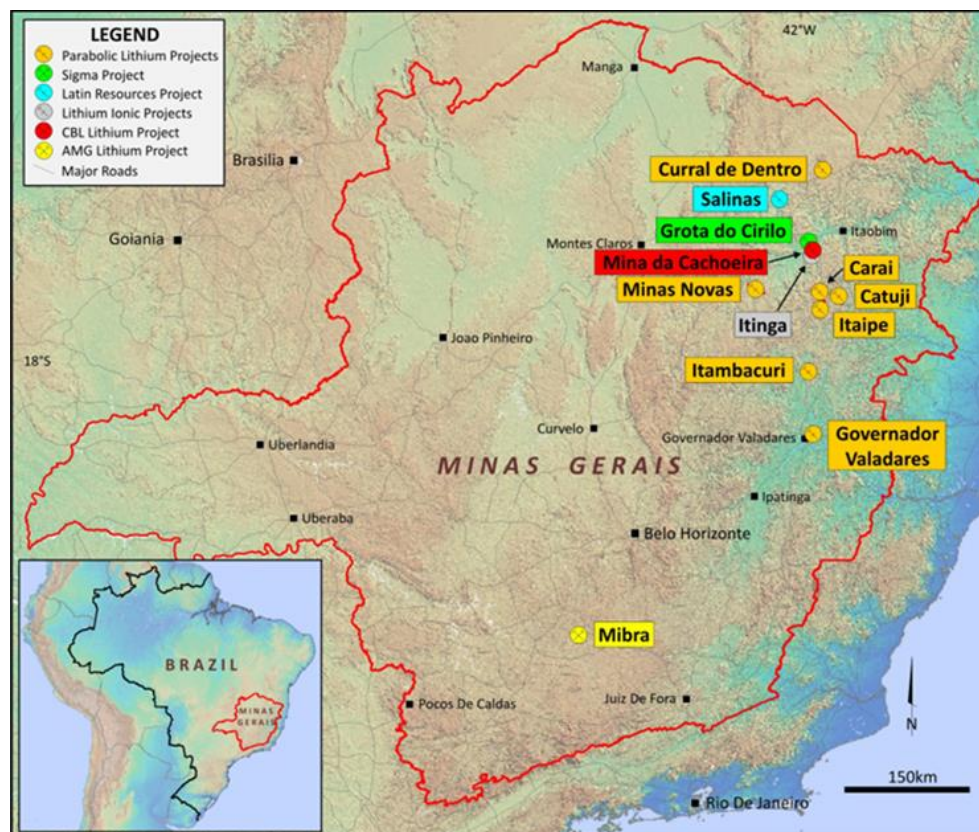 LEGEND
Parabolic Lithium Projects
Sigma Project
Latin Resources Project
Lithium Ionic Projects
CBL Lithium Project
AMG Lithium Project
Major Roads
42°W
Manga
Brasilia
Curral de Dentro
Salinas
Goiania
Grota do Cirilo
Itaobim
Montes Claros
Mina da Cachoeira
Carai
Minas Novas
Catuji
Itinga
Itaipe
Joao Pinheiro
18°S
Itambacuri
Curvelo
Governador Valadares
Governador
Valadares
Uberlandia
MINAS GERAIS
Ipatinga
Uberaba
Belo Horizonte
Mibra
BRAZIL
Pocos De Caldas
Juiz De Fora
MINAS
GERAIS
N
150km
Rio De Janeiro